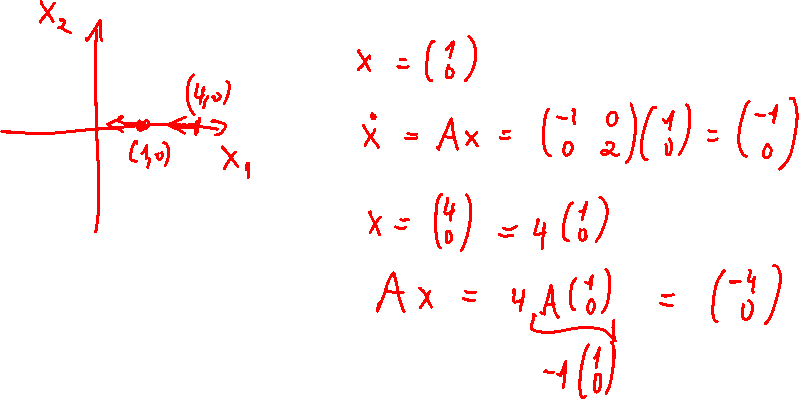 x₂
(4,0)
(1,0)
x₁
x = (1 0)
ẋ = Ax = (-1 0 0 2)(1 0) = (-1 0)
x = (4 0) = 4 (1 0)
Ax = 4 A (1 0) = (-4 0)
-1 (1 0)